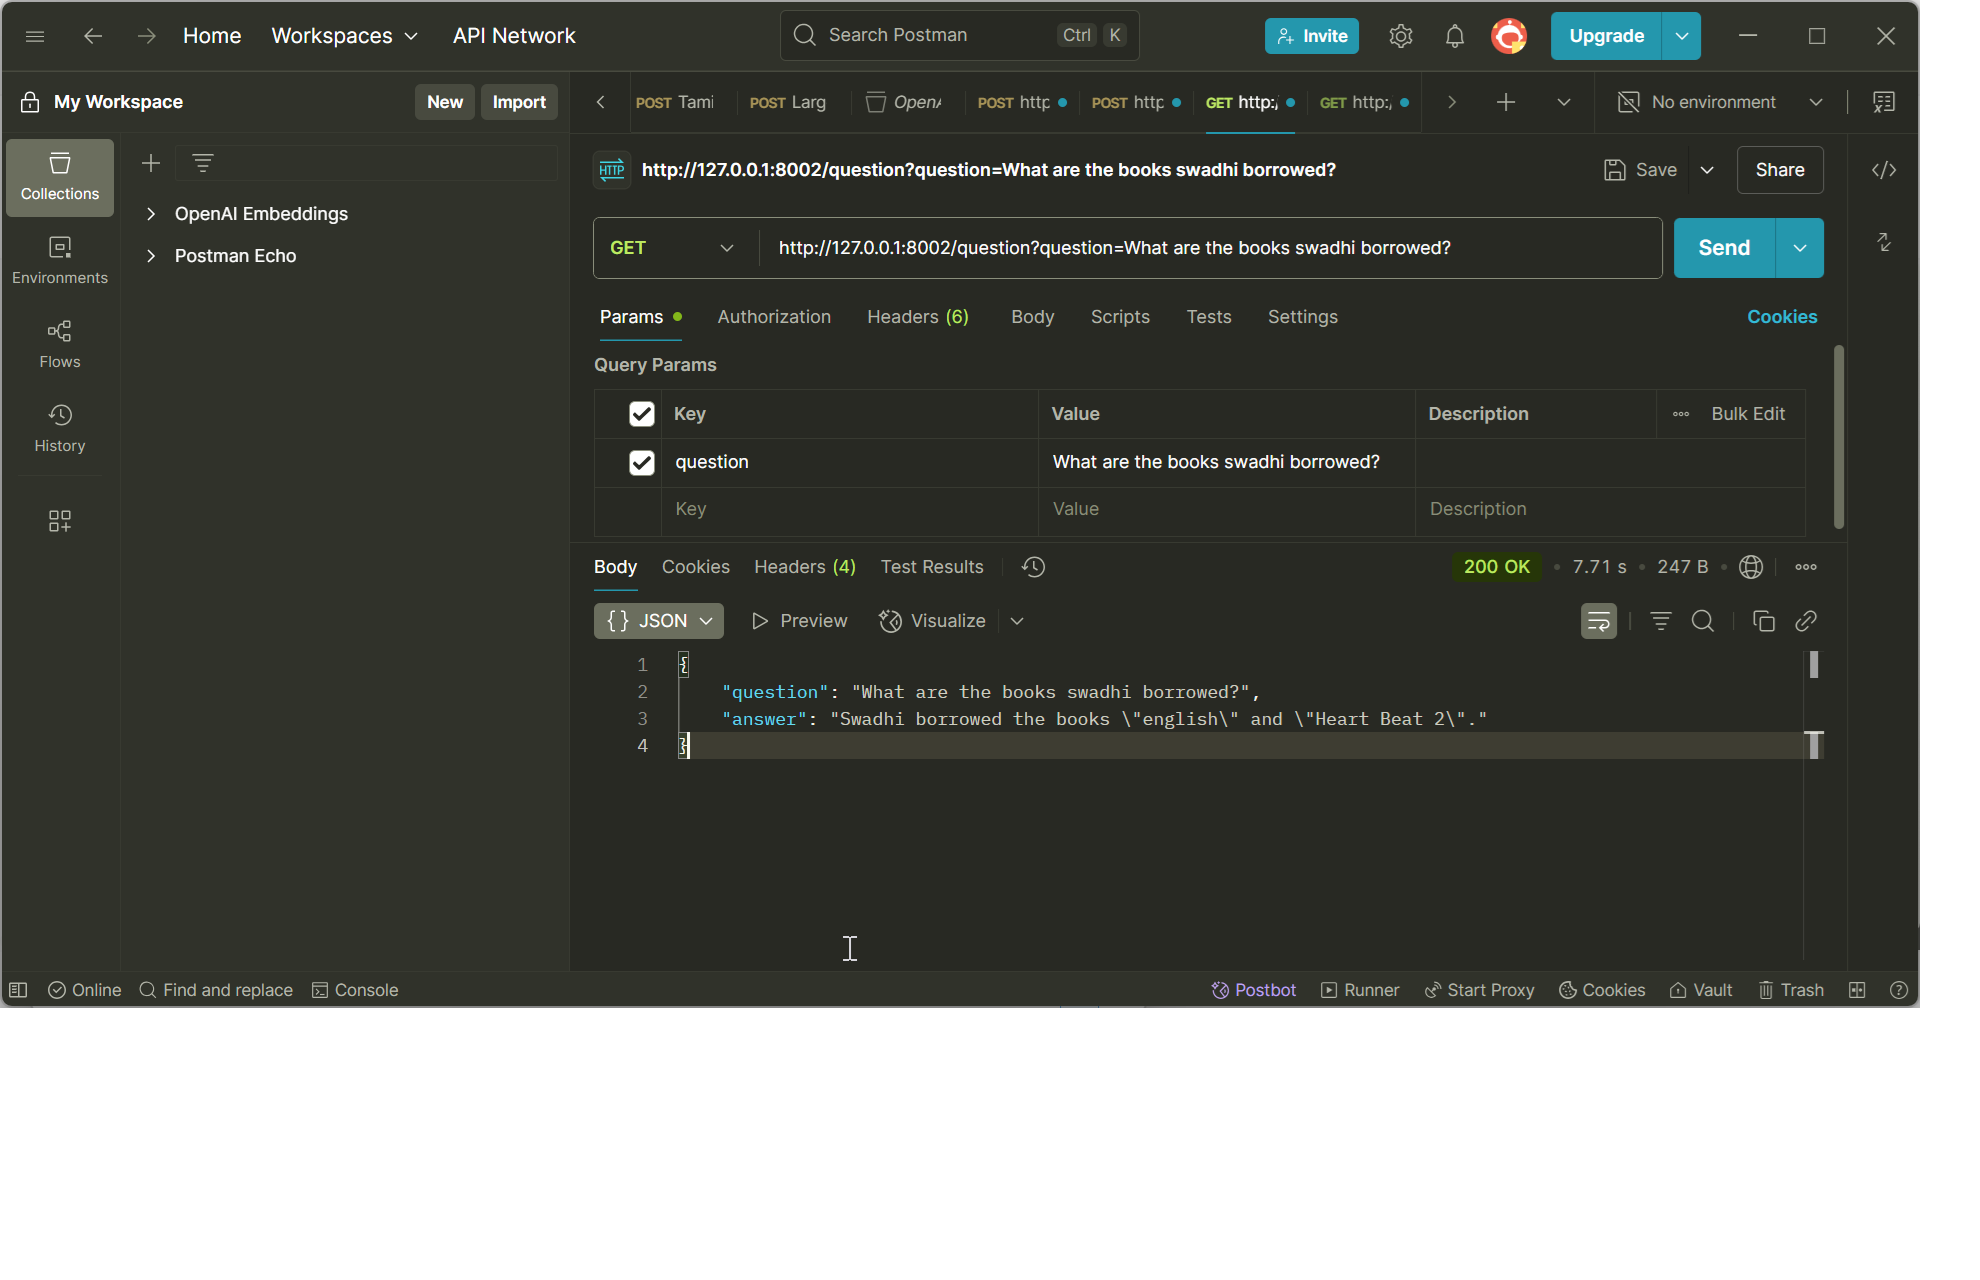 Home Workspaces API Network Search Postman Ctrl K Invite Upgrade
My Workspace New Import POST Tami POST Larg OpenA POST http POST http GET http:/ GET http:/ No environment
Collections
Environments
Flows
History
OpenAI Embeddings
Postman Echo
HTTP http://127.0.0.1:8002/question?question=What are the books swadhi borrowed? Save Share
GET http://127.0.0.1:8002/question?question=What are the books swadhi borrowed? Send
Params Authorization Headers (6) Body Scripts Tests Settings Cookies
Query Params
Key Value Description Bulk Edit
question What are the books swadhi borrowed?
Key Value Description
Body Cookies Headers (4) Test Results 200 OK 7.71 s 247 B
{} JSON Preview Visualize
1 {
2 "question": "What are the books swadhi borrowed?",
3 "answer": "Swadhi borrowed the books \"english\" and \"Heart Beat 2\"."
4 }
Online Find and replace Console Postbot Runner Start Proxy Cookies Vault Trash